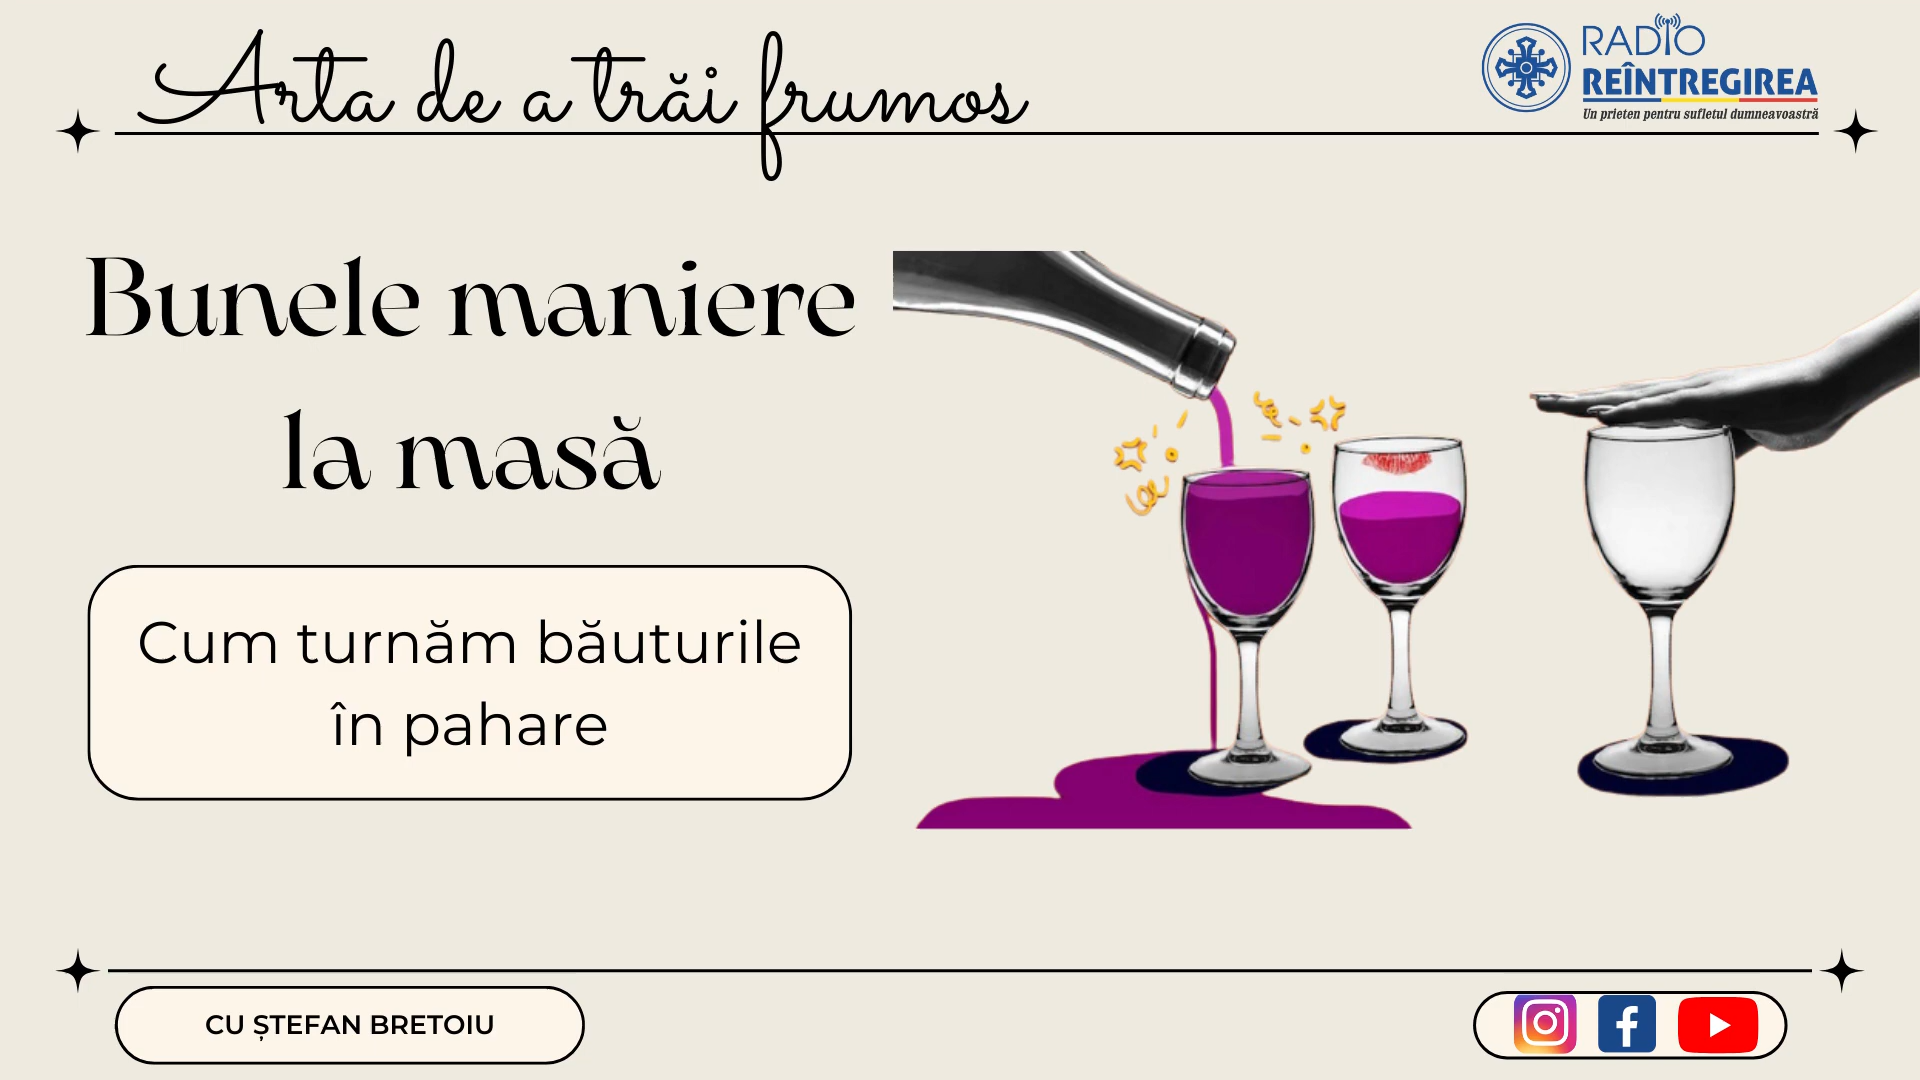 Arta de a trăi frumos
RADIO
REÎNTREGIREA
Un prieten pentru sufletul dumneavoastră
Bunele maniere
la masă
Cum turnăm băuturile
în pahare
CU ȘTEFAN BRETOIU